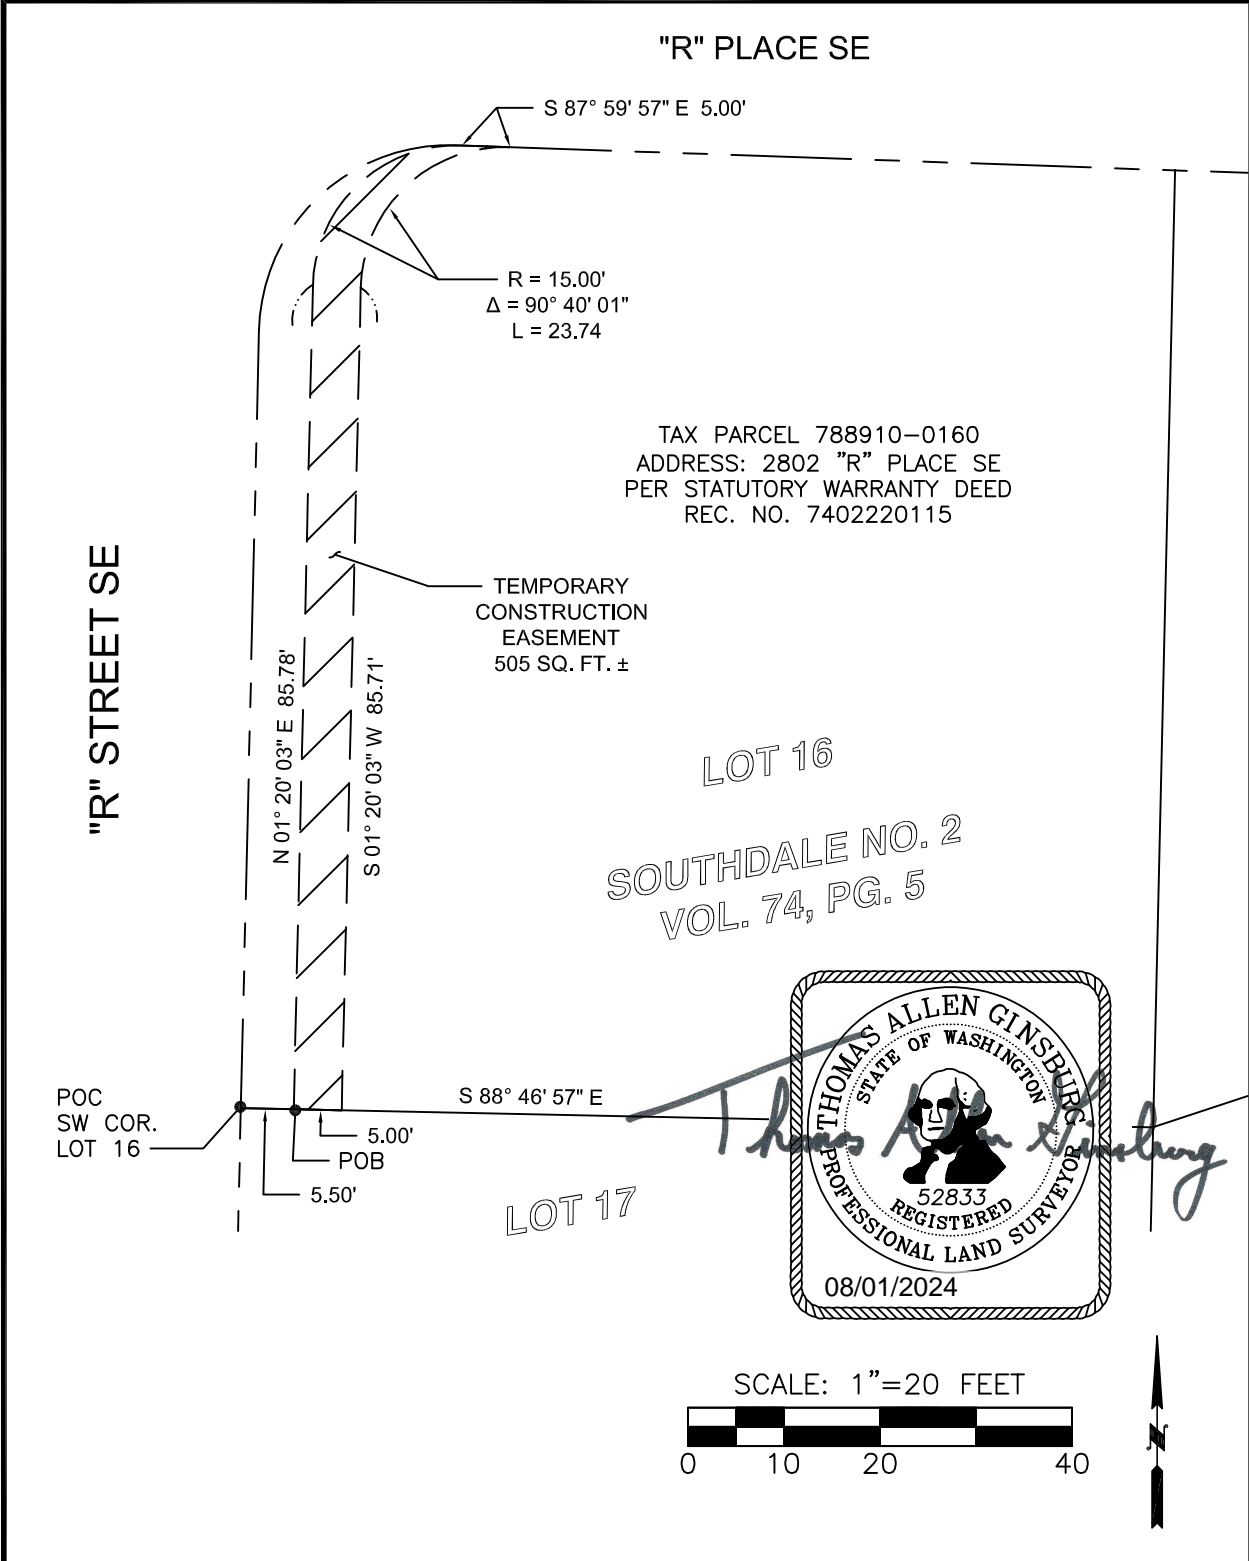 "R" PLACE SE
S 87° 59' 57" E 5.00'
R = 15.00'
Δ = 90° 40' 01"
L = 23.74
TAX PARCEL 788910-0160
ADDRESS: 2802 "R" PLACE SE
PER STATUTORY WARRANTY DEED
REC. NO. 7402220115
"R" STREET SE
TEMPORARY
CONSTRUCTION
EASEMENT
505 SQ. FT. ±
N 01° 20' 03" E 85.78'
S 01° 20' 03" W 85.71'
LOT 16
SOUTHDALE NO. 2
VOL. 74, PG. 5
POC
SW COR.
LOT 16
S 88° 46' 57" E
5.00'
POB
5.50'
LOT 17
THOMAS ALLEN GINSBURG
STATE OF WASHINGTON
Thomas Allen Ginsburg
52833
REGISTERED
PROFESSIONAL LAND SURVEYOR
08/01/2024
SCALE: 1"=20 FEET
0 10 20 40
N